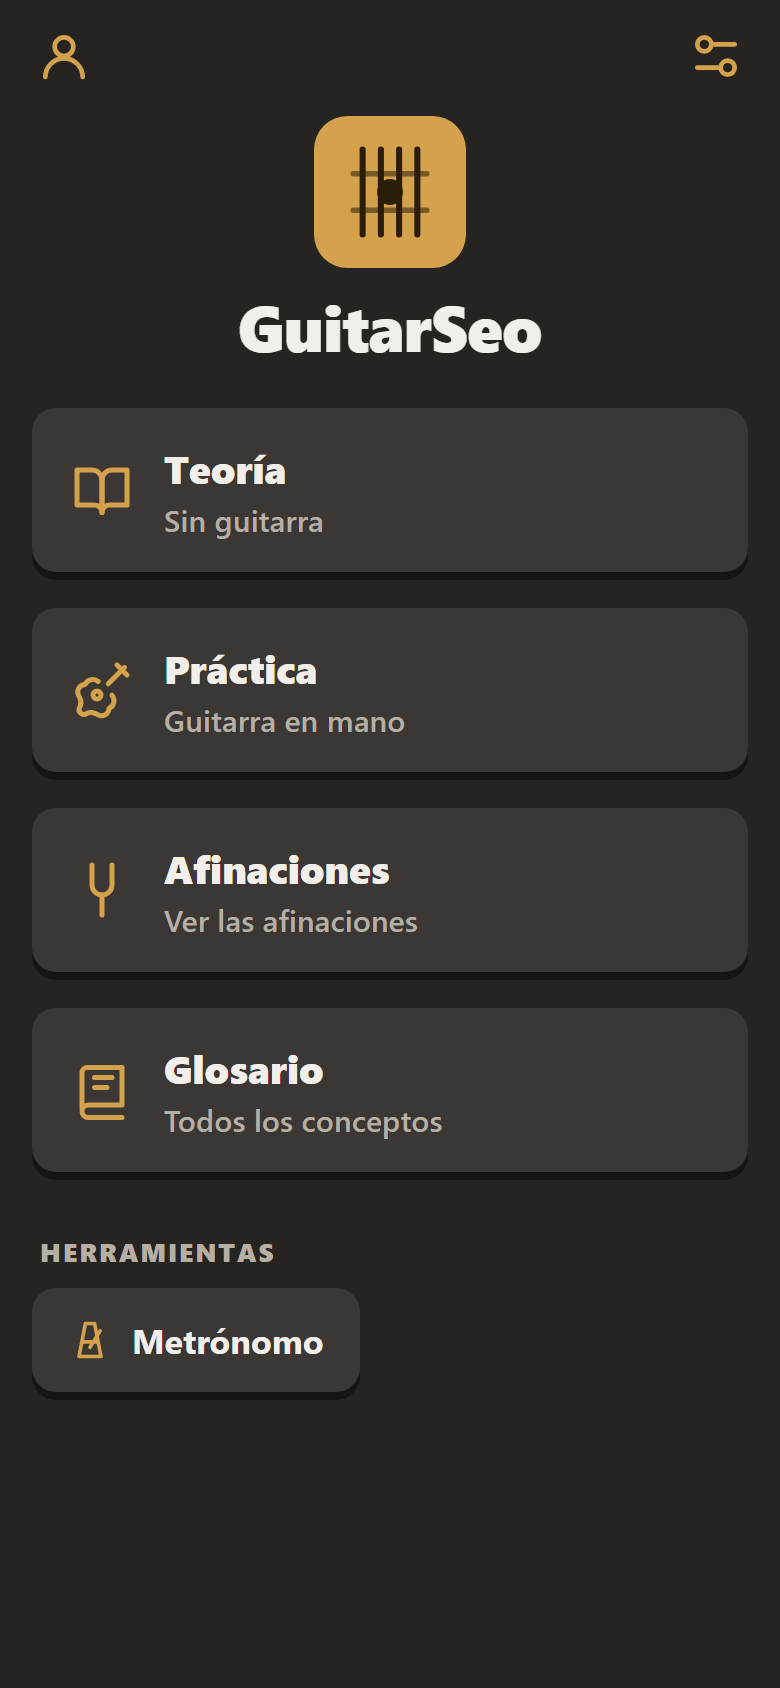 GuitarSeo
Teoría
Sin guitarra
Práctica
Guitarra en mano
Afinaciones
Ver las afinaciones
Glosario
Todos los conceptos
HERRAMIENTAS
Metrónomo